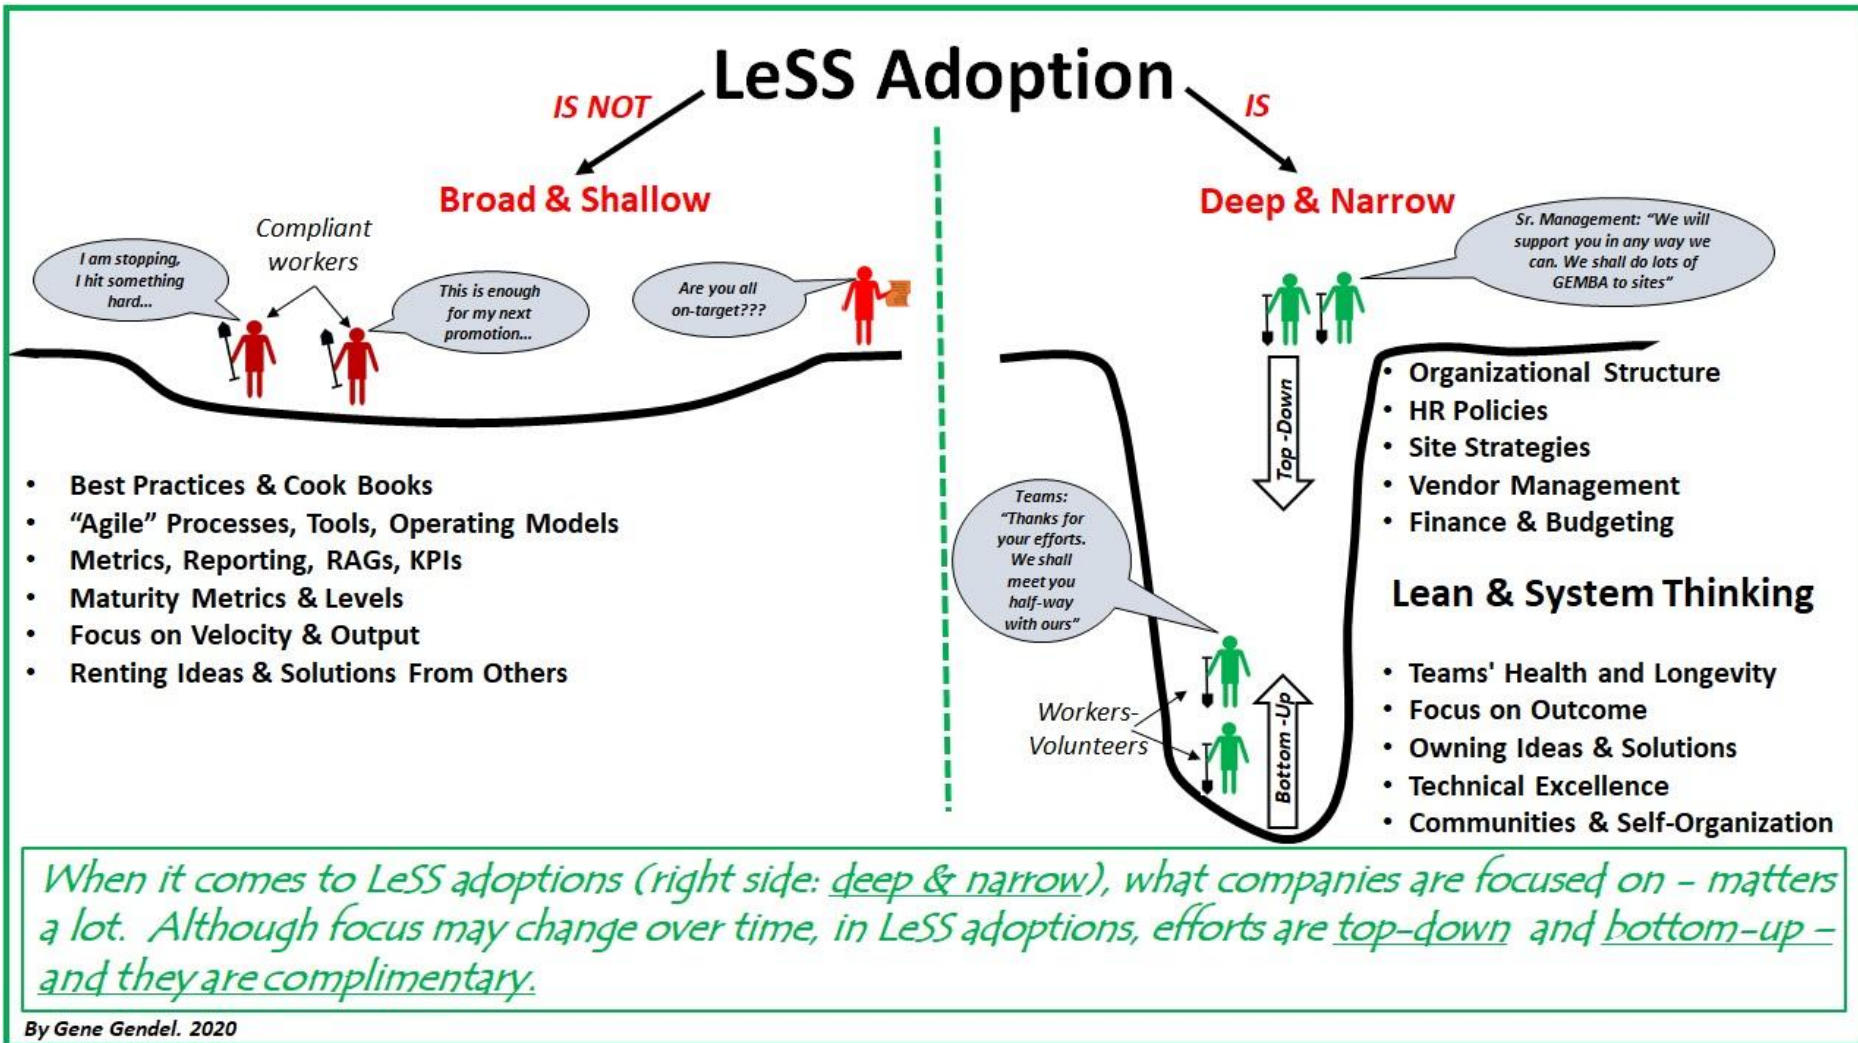 LeSS Adoption
IS NOT
IS
Broad & Shallow
Compliant
workers
I am stopping,
I hit something
hard...
This is enough
for my next
promotion...
Are you all
on-target???
• Best Practices & Cook Books
• “Agile” Processes, Tools, Operating Models
• Metrics, Reporting, RAGs, KPIs
• Maturity Metrics & Levels
• Focus on Velocity & Output
• Renting Ideas & Solutions From Others
Deep & Narrow
Sr. Management: “We will
support you in any way we
can. We shall do lots of
GEMBA to sites”
Top -Down
• Organizational Structure
• HR Policies
• Site Strategies
• Vendor Management
• Finance & Budgeting
Teams:
“Thanks for
your efforts.
We shall
meet you
half-way
with ours”
Lean & System Thinking
Workers-
Volunteers
Bottom -Up
• Teams' Health and Longevity
• Focus on Outcome
• Owning Ideas & Solutions
• Technical Excellence
• Communities & Self-Organization
When it comes to LeSS adoptions (right side: deep & narrow), what companies are focused on – matters
a lot. Although focus may change over time, in LeSS adoptions, efforts are top-down and bottom-up –
and they are complimentary.
By Gene Gendel. 2020